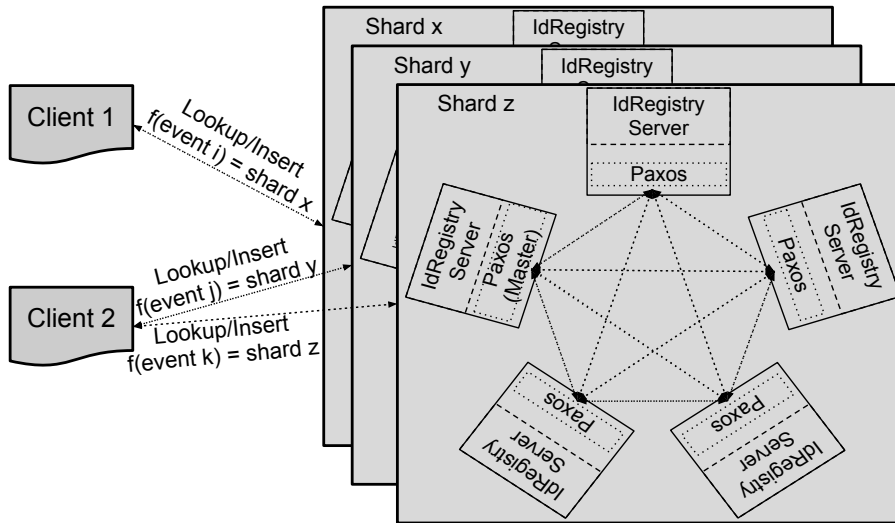 Shard x
IdRegistry
Shard y
IdRegistry
Shard z
IdRegistry
Server
Paxos
Client 1
Lookup/Insert
f(event i) = shard x
Lookup/Insert
f(event j) = shard y
Client 2
Lookup/Insert
f(event k) = shard z
IdRegistry
Server
Paxos
(Master)
IdRegistry
Server
Paxos
Paxos
IdRegistry
Server
Paxos
IdRegistry
Server